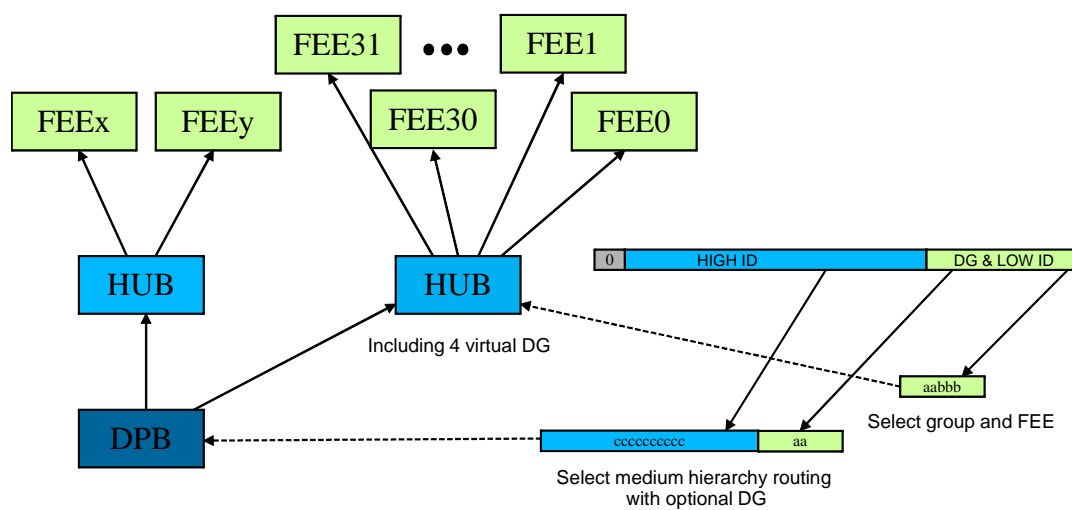 FEE31
●●●
FEE1
FEEx
FEEy
FEE30
FEE0
0
HIGH ID
DG & LOW ID
HUB
HUB
Including 4 virtual DG
aabbb
Select group and FEE
DPB
cccccccccc
aa
Select medium hierarchy routing
with optional DG